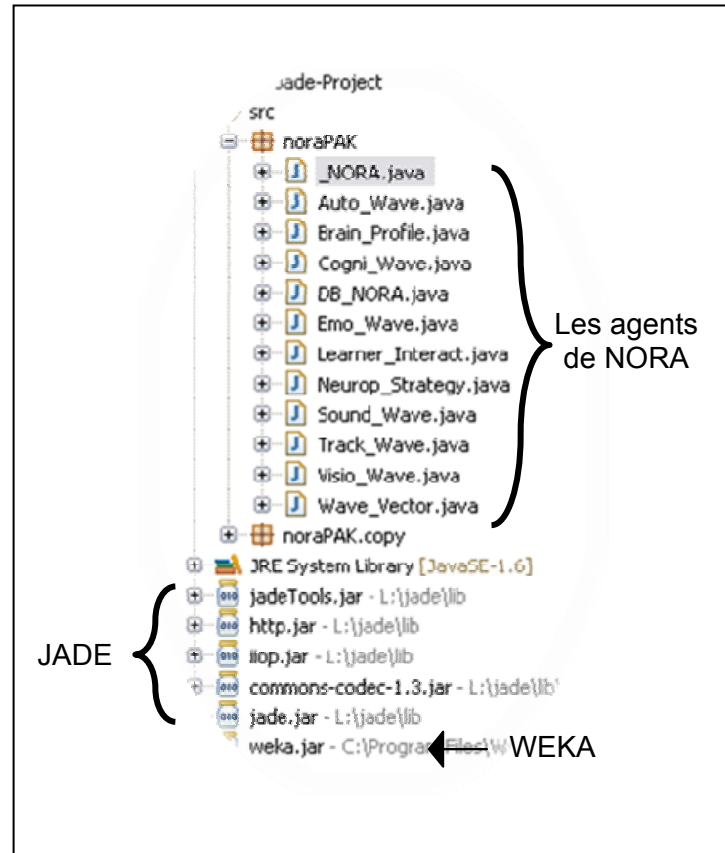 Jade-Project
src
noraPAK
_NORA.java
Auto_Wave.java
Brain_Profile.java
Cogni_Wave.java
DB_NORA.java
Emo_Wave.java
Learner_Interact.java
Neurop_Strategy.java
Sound_Wave.java
Track_Wave.java
Visio_Wave.java
Wave_Vector.java
Les agents
de NORA
noraPAK.copy
JRE System Library [JavaSE-1.6]
jadeTools.jar - L:\jade\lib
http.jar - L:\jade\lib
iiop.jar - L:\jade\lib
JADE
commons-codec-1.3.jar - L:\jade\lib
jade.jar - L:\jade\lib
weka.jar - C:\Program Files\W
WEKA